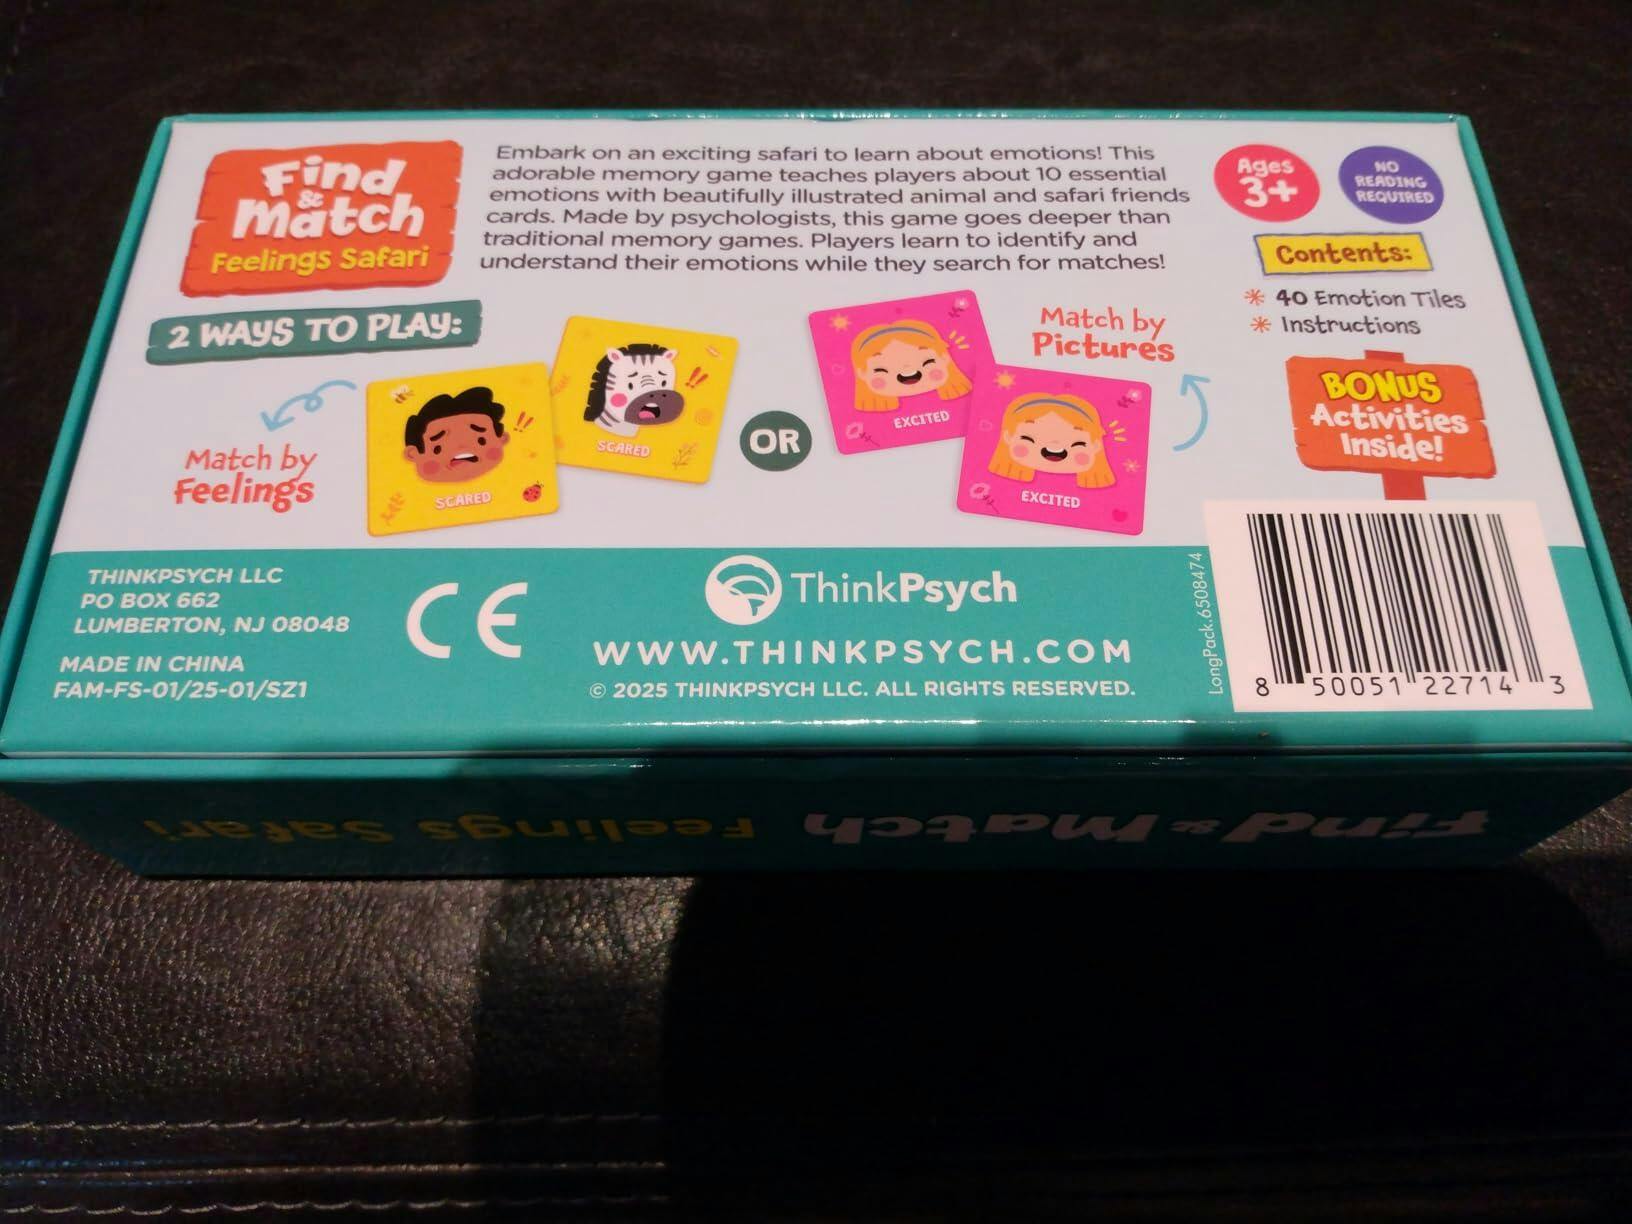 Find
&
Match
Feelings Safari
Embark on an exciting safari to learn about emotions! This
adorable memory game teaches players about 10 essential
emotions with beautifully illustrated animal and safari friends
cards. Made by psychologists, this game goes deeper than
traditional memory games. Players learn to identify and
understand their emotions while they search for matches!
Ages
3+
NO
READING
REQUIRED
Contents:
40 Emotion Tiles
Instructions
2 WAYS TO PLAY:
Match by
Feelings
SCARED
SCARED
OR
EXCITED
EXCITED
Match by
Pictures
BONUS
Activities
Inside!
THINKPSYCH LLC
PO BOX 662
LUMBERTON, NJ 08048
MADE IN CHINA
FAM-FS-01/25-01/SZ1
CE
ThinkPsych
WWW.THINKPSYCH.COM
© 2025 THINKPSYCH LLC. ALL RIGHTS RESERVED.
LongPack.6508474
8 50051 22714 3
Find & Match Feelings Safari